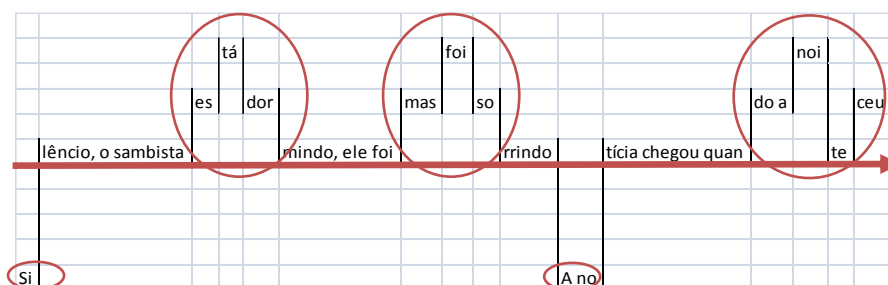 tá foi noi
es dor mas so do a ceu
lêncio, o sambista mindo, ele foi rrindo tícia chegou quan te
Si A no